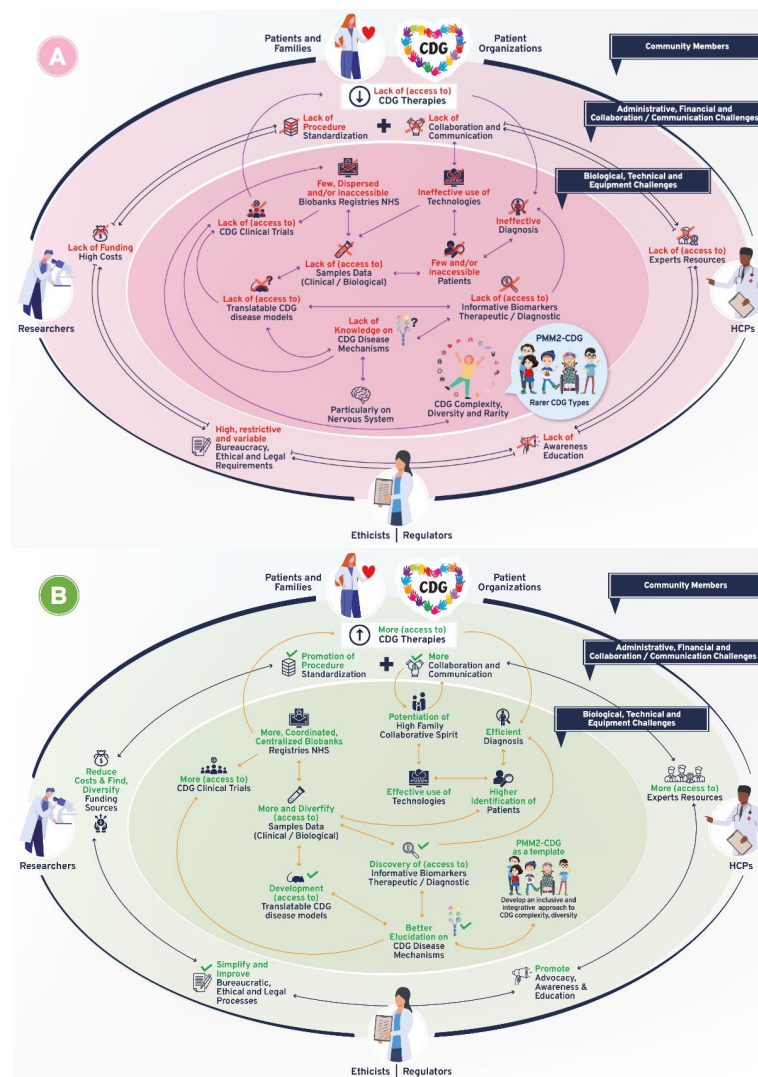 A
Patients and
Families
CDG
Patient
Organizations
Community Members
Lack of (access to)
CDG Therapies
Administrative, Financial and
Collaboration / Communication Challenges
Lack of
Procedure
Standardization
Lack of
Collaboration and
Communication
Biological, Technical and
Equipment Challenges
Few, Dispersed
and/or inaccessible
Biobanks Registries NHS
Ineffective use of
Technologies
Ineffective
Diagnosis
Lack of (access to)
CDG Clinical Trials
Lack of Funding
High Costs
Lack of (access to)
Experts Resources
Lack of (access to)
Samples Data
(Clinical / Biological)
Few and/or
inaccessible
Patients
Lack of (access to)
Translatable CDG
disease models
Lack of (access to)
Informative Biomarkers
Therapeutic / Diagnostic
Researchers
HCPs
Lack of
Knowledge on
CDG Disease
Mechanisms
?
PMM2-CDG
Rarer CDG Types
Particularly on
Nervous System
CDG Complexity,
Diversity and Rarity
High, restrictive
and variable
Bureaucracy,
Ethical and Legal
Requirements
Lack of
Awareness
Education
Ethicists | Regulators
B
Patients and
Families
CDG
Patient
Organizations
Community Members
More (access to)
CDG Therapies
Administrative, Financial and
Collaboration / Communication Challenges
Promotion of
Procedure
Standardization
More
Collaboration and
Communication
Biological, Technical and
Equipment Challenges
Potentiation of
High Family
Collaborative Spirit
More, Coordinated,
Centralized Biobanks
Registries NHS
Efficient
Diagnosis
Reduce
Costs & Find,
Diversify
Funding
Sources
More (access to)
CDG Clinical Trials
Effective use of
Technologies
Higher
Identification of
Patients
More (access to)
Experts Resources
More and Diverfify
(access to)
Samples Data
(Clinical / Biological)
Researchers
HCPs
Discovery of (access to)
Informative Biomarkers
Therapeutic / Diagnostic
PMM2-CDG
as a template
Develop an inclusive and
integrative approach to
CDG complexity, diversity
Development
(access to)
Translatable CDG
disease models
Better
Elucidation on
CDG Disease
Mechanisms
Simplify and
Improve
Bureaucratic,
Ethical and Legal
Processes
Promote
Advocacy,
Awareness &
Education
Ethicists | Regulators